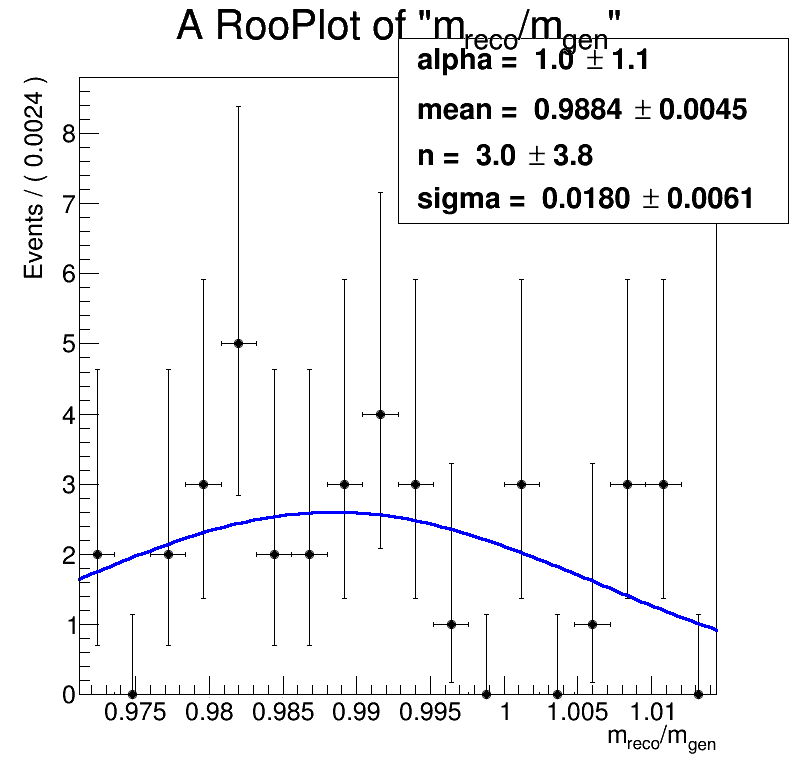 A RooPlot of "m_reco/m_gen"
alpha = 1.0 ± 1.1
mean = 0.9884 ± 0.0045
n = 3.0 ± 3.8
sigma = 0.0180 ± 0.0061
Events / ( 0.0024 )
8
7
6
5
4
3
2
1
0
0.975 0.98 0.985 0.99 0.995 1 1.005 1.01
m_reco/m_gen